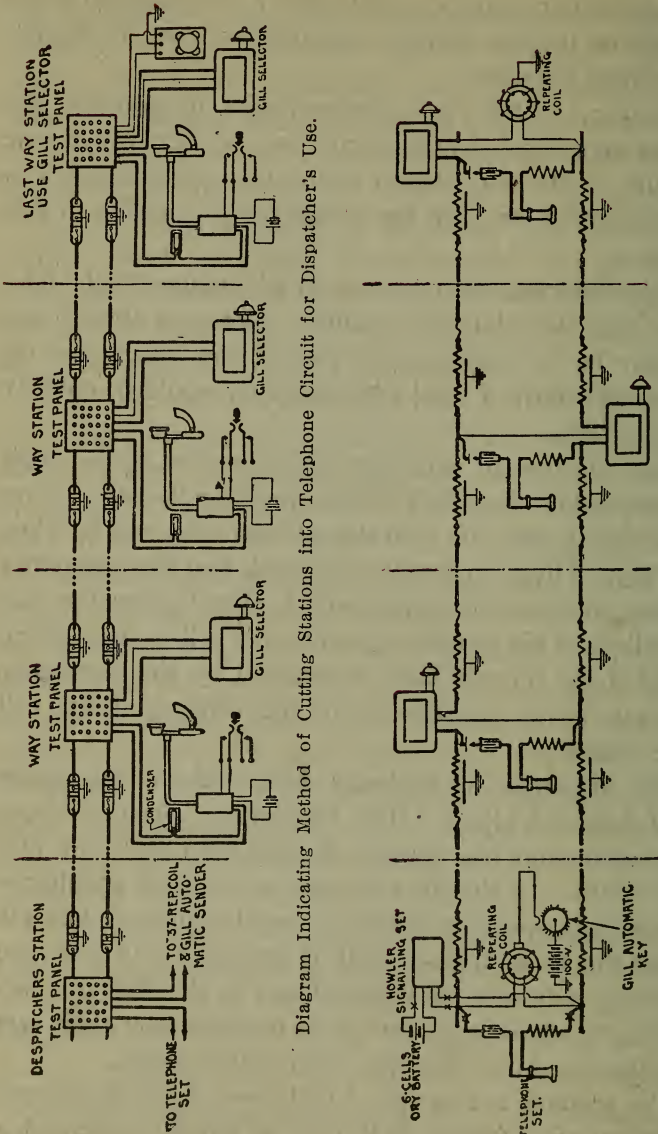 DESPATCHERS STATION
TEST PANEL
TO TELEPHONE
SET
TO 37-REP.COIL
& GILL AUTO-
MATIC SENDER
WAY STATION
TEST PANEL
CONDENSER
GILL SELECTOR
WAY STATION
TEST PANEL
GILL SELECTOR
LAST WAY STATION
USE GILL SELECTOR
TEST PANEL
GILL SELECTOR
Diagram Indicating Method of Cutting Stations into Telephone Circuit for Dispatcher's Use.
6-CELLS
DRY BATTERY
HOWLER
SIGNALLING SET
REPEATING
COIL
100-V.
GILL AUTOMATIC
KEY
TELEPHONE
SET.
REPEATING
COIL